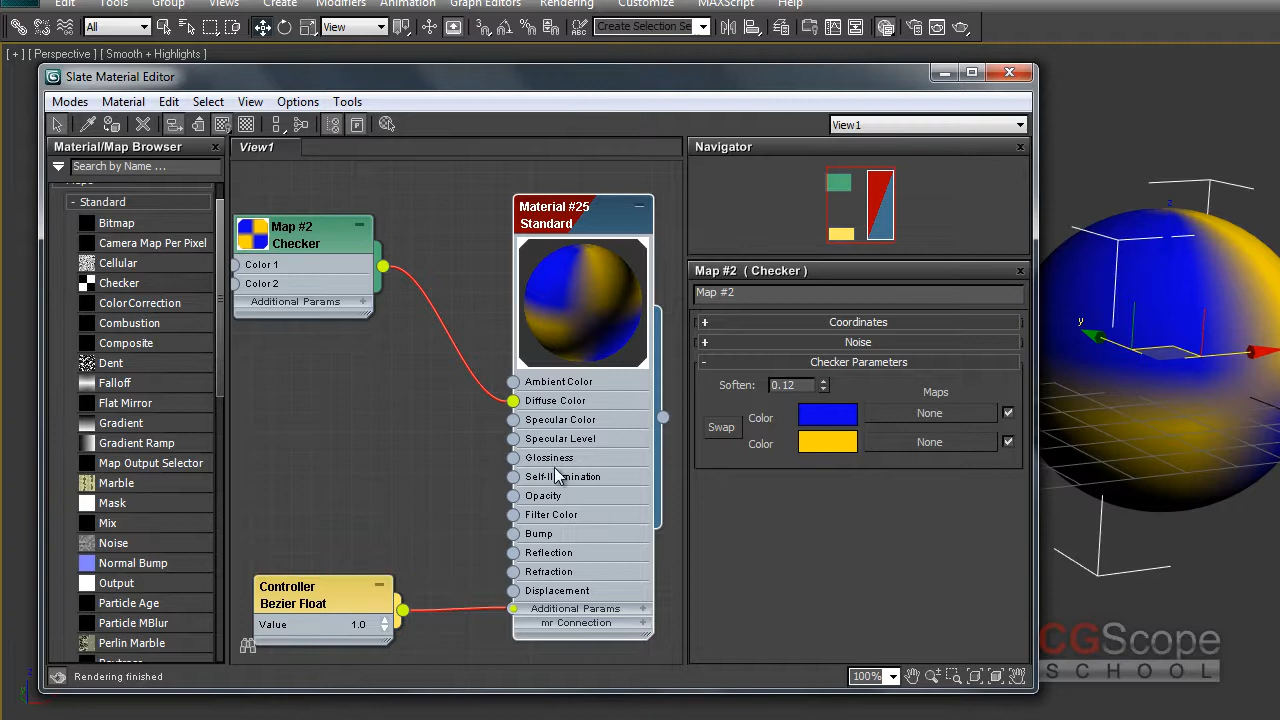 Edit Tools Group Views Create Modifiers Animation Graph Editors Rendering Customize MAXScript Help
All View Create Selection Se
[ + ] [ Perspective ] [ Smooth + Highlights ]
Slate Material Editor
Modes Material Edit Select View Options Tools
View1
Material/Map Browser
View1
Navigator
Search by Name ...
Maps
- Standard
Bitmap
Camera Map Per Pixel
Cellular
Checker
Color Correction
Combustion
Composite
Dent
Falloff
Flat Mirror
Gradient
Gradient Ramp
Map Output Selector
Marble
Mask
Mix
Noise
Normal Bump
Output
Particle Age
Particle MBlur
Perlin Marble
Map #2
Checker
Color 1
Color 2
Additional Params +
Material #25
Standard
Ambient Color
Diffuse Color
Specular Color
Specular Level
Glossiness
Self-Illumination
Opacity
Filter Color
Bump
Reflection
Refraction
Displacement
Additional Params +
mr Connection +
Controller
Bezier Float
Value 1.0
Map #2 ( Checker )
Map #2
+ Coordinates
+ Noise
- Checker Parameters
Soften: 0.12
Maps
Swap
Color None
Color None
z
y
Rendering finished
100%
CGScope
SCHOOL